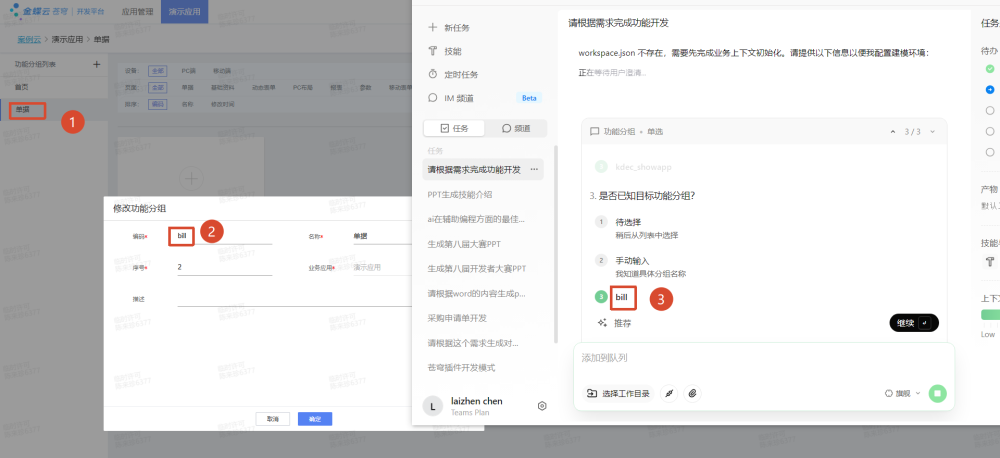 金蝶云 苍穹 | 开发平台
应用管理
演示应用
案例云 > 演示应用 > 单据
功能分组列表
首页
单据
1
设备:
全部
PC端
移动端
页面:
全部
单据
基础资料
动态表单
PC布局
报表
参数
移动表单
排序:
编码
名称
修改时间
修改功能分组
编码*
bill
2
名称*
单据
序号*
2
业务应用*
演示应用
描述
取消
确定
新任务
技能
定时任务
IM 频道
Beta
任务
频道
任务
请根据需求完成功能开发
PPT生成技能介绍
ai在辅助编程方面的最佳...
生成第八届大赛PPT
生成第八届开发者大赛PPT
请根据word的内容生成p...
采购申请单开发
请根据这个需求生成对...
苍穹插件开发模式
L
laizhen chen
Teams Plan
请根据需求完成功能开发
workspace.json 不存在，需要先完成业务上下文初始化。请提供以下信息以便我配置建模环境：
正在等待用户澄清...
功能分组 • 单选
3 / 3
kdec_showapp
3. 是否已知目标功能分组?
1 待选择
稍后从列表中选择
2 手动输入
我知道具体分组名称
3 bill
3
推荐
继续
添加到队列
选择工作目录
旗舰
任务
待办
产物
默认
技能
上下
Low